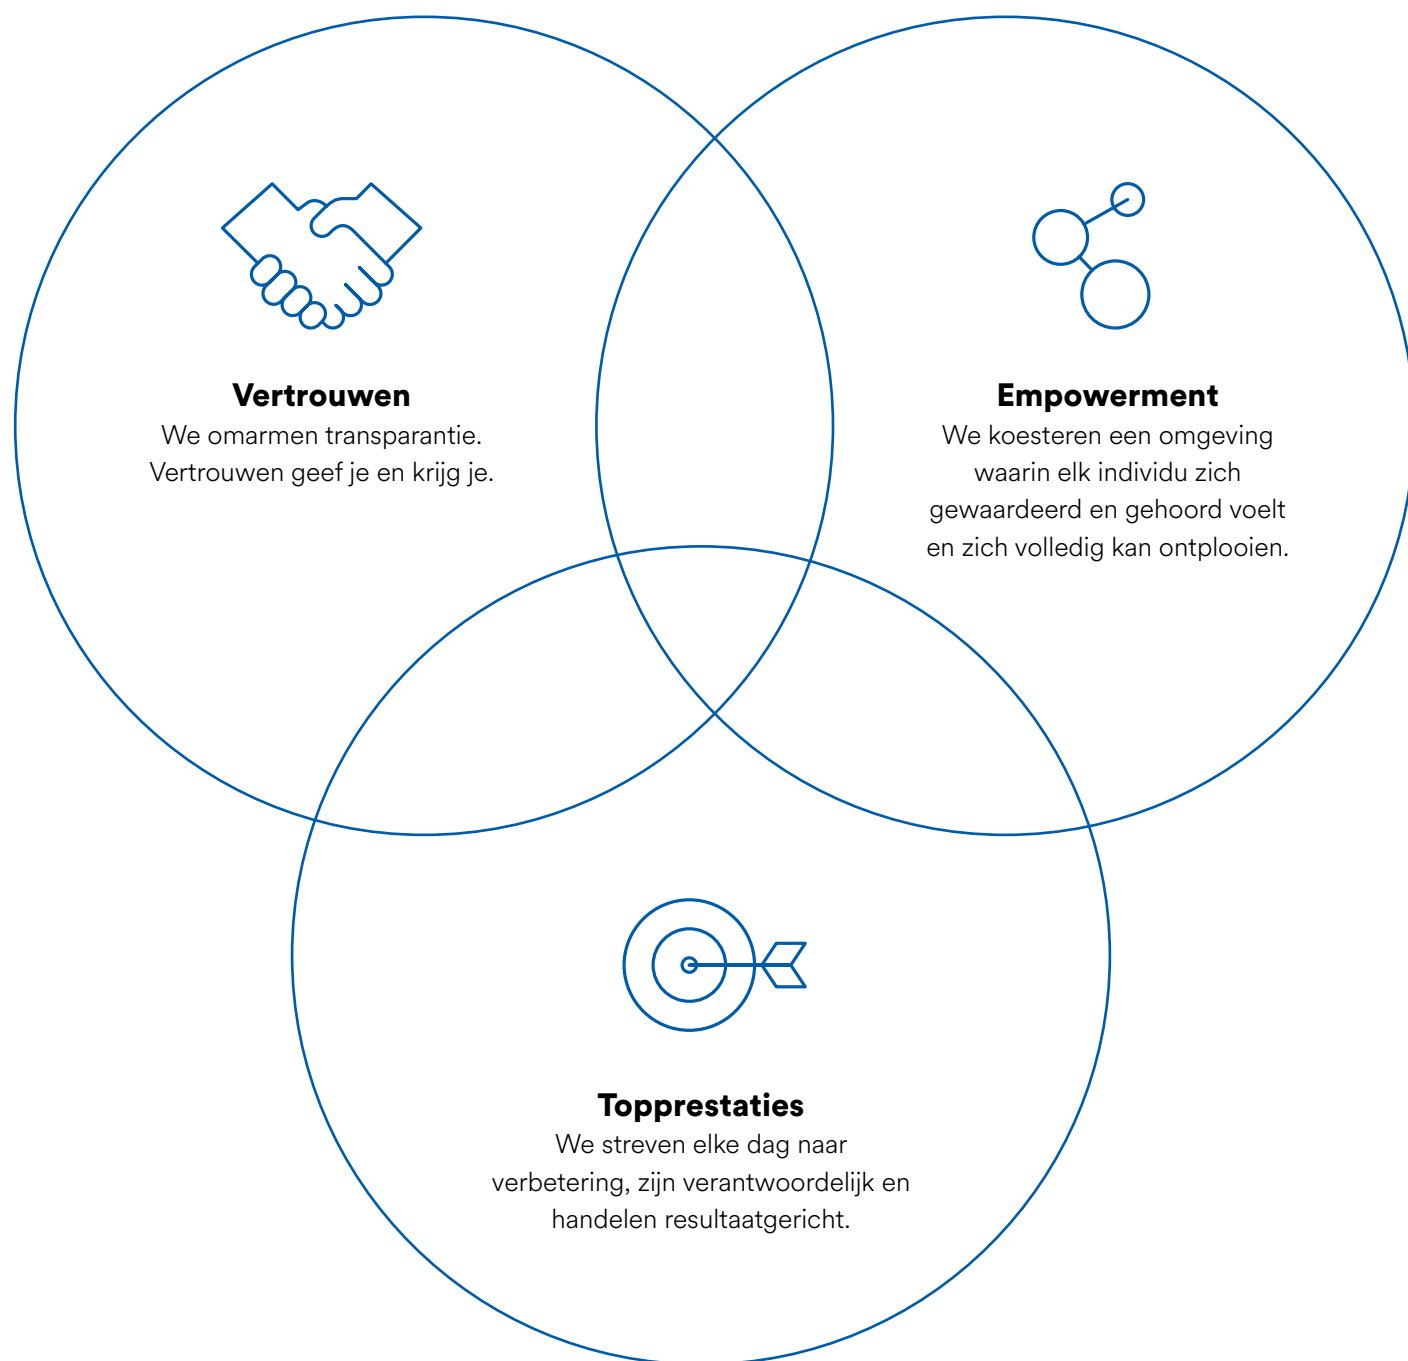 Vertrouwen
We omarmen transparantie.
Vertrouwen geef je en krijg je.
Empowerment
We koesteren een omgeving
waarin elk individu zich
gewaardeerd en gehoord voelt
en zich volledig kan ontplooien.
Topprestaties
We streven elke dag naar
verbetering, zijn verantwoordelijk en
handelen resultaatgericht.